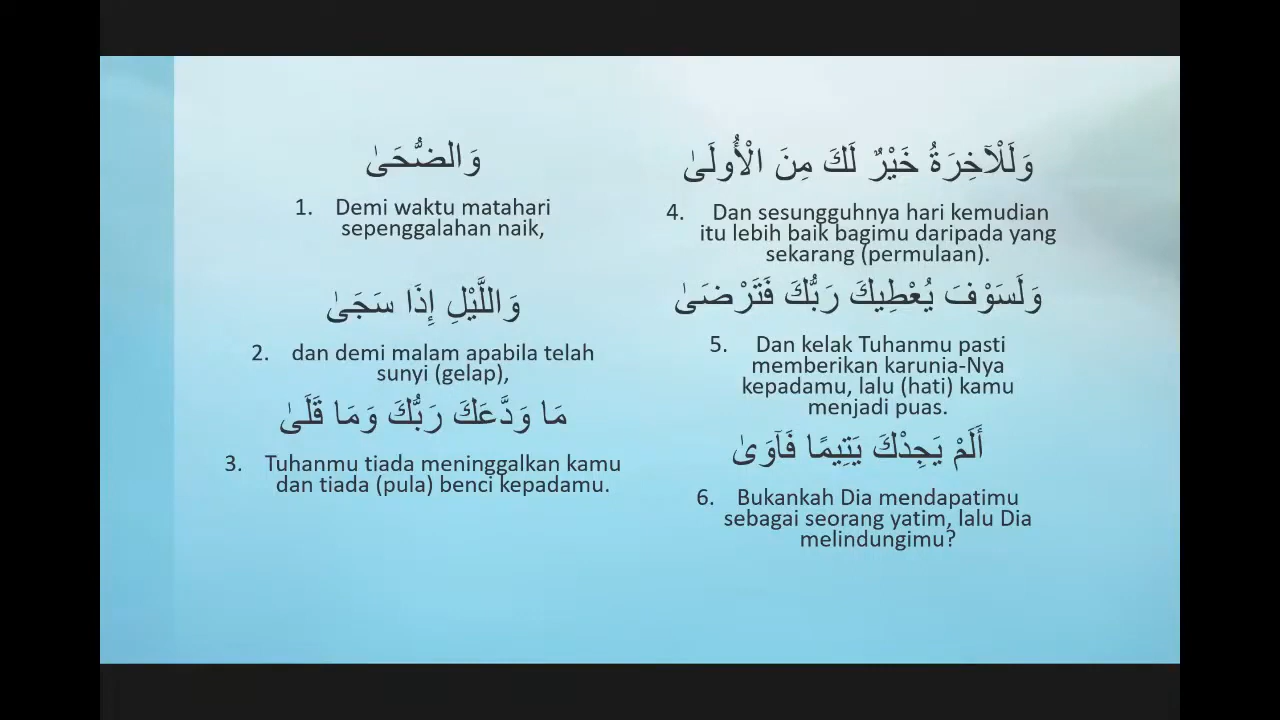 وَالضُّحَىٰ
1. Demi waktu matahari
sepenggalahan naik,
وَاللَّيْلِ إِذَا سَجَىٰ
2. dan demi malam apabila telah
sunyi (gelap),
مَا وَدَّعَكَ رَبُّكَ وَمَا قَلَىٰ
3. Tuhanmu tiada meninggalkan kamu
dan tiada (pula) benci kepadamu.
وَلَلْآخِرَةُ خَيْرٌ لَكَ مِنَ الْأُولَىٰ
4. Dan sesungguhnya hari kemudian
itu lebih baik bagimu daripada yang
sekarang (permulaan).
وَلَسَوْفَ يُعْطِيكَ رَبُّكَ فَتَرْضَىٰ
5. Dan kelak Tuhanmu pasti
memberikan karunia-Nya
kepadamu, lalu (hati) kamu
menjadi puas.
أَلَمْ يَجِدْكَ يَتِيمًا فَآوَىٰ
6. Bukankah Dia mendapatimu
sebagai seorang yatim, lalu Dia
melindungimu?